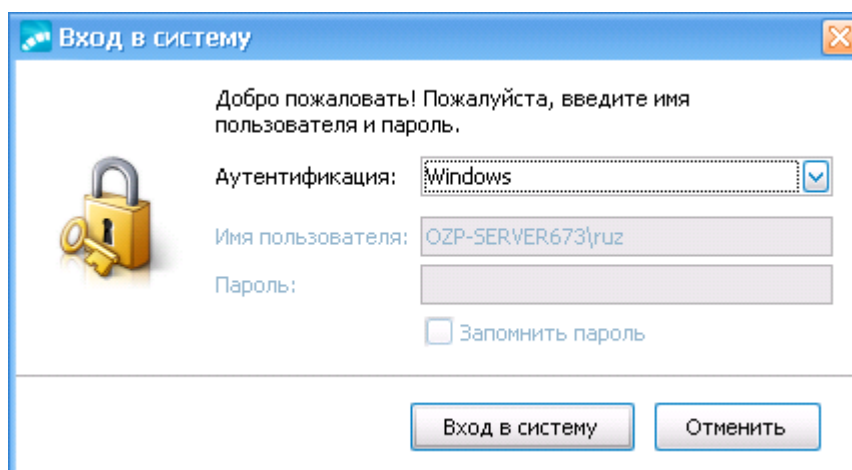 Вход в систему
Добро пожаловать! Пожалуйста, введите имя
пользователя и пароль.
Аутентификация: Windows
Имя пользователя: OZP-SERVER673\ruz
Пароль:
Запомнить пароль
Вход в систему Отменить